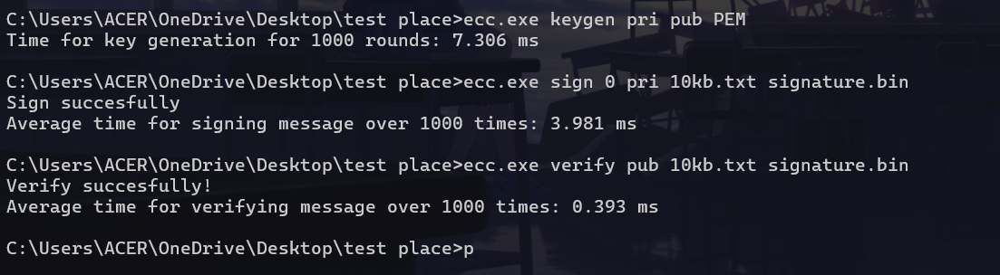 C:\Users\ACER\OneDrive\Desktop\test place>ecc.exe keygen pri pub PEM
Time for key generation for 1000 rounds: 7.306 ms
C:\Users\ACER\OneDrive\Desktop\test place>ecc.exe sign 0 pri 10kb.txt signature.bin
Sign succesfully
Average time for signing message over 1000 times: 3.981 ms
C:\Users\ACER\OneDrive\Desktop\test place>ecc.exe verify pub 10kb.txt signature.bin
Verify succesfully!
Average time for verifying message over 1000 times: 0.393 ms
C:\Users\ACER\OneDrive\Desktop\test place>p